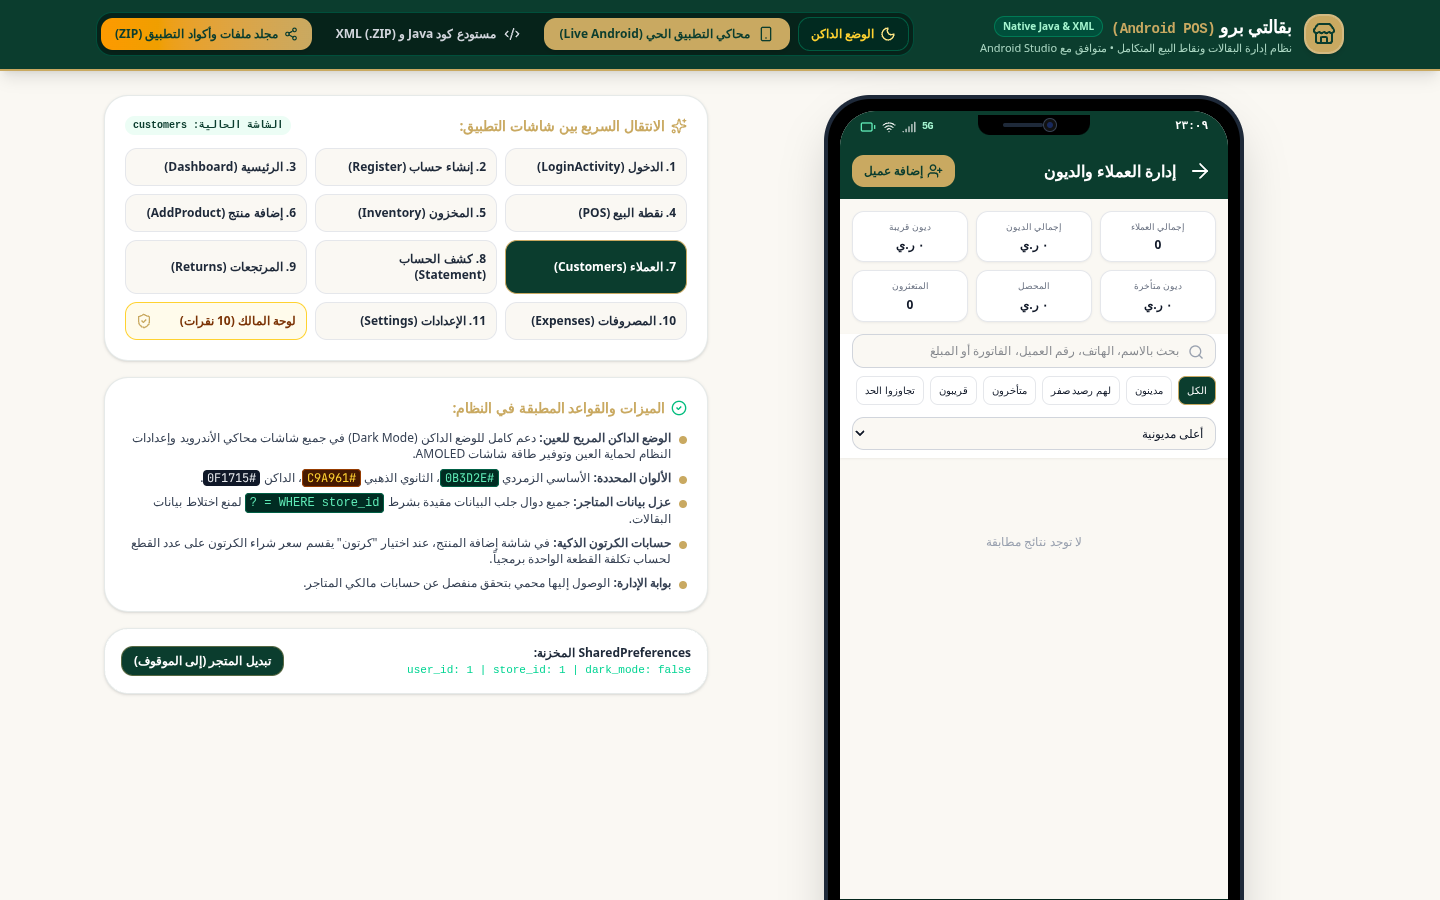 بقالتي برو (Android POS) Native Java & XML
نظام إدارة البقالات ونقاط البيع المتكامل • متوافق مع Android Studio
الوضع الداكن
محاكي التطبيق الحي (Live Android)
مستودع كود Java و XML (.ZIP)
مجلد ملفات وأكواد التطبيق (ZIP)
٢٣:٠٩
5G
إدارة العملاء والديون
إضافة عميل
إجمالي العملاء
0
إجمالي الديون
٠ ر.ي
ديون قريبة
٠ ر.ي
ديون متأخرة
٠ ر.ي
المحصل
٠ ر.ي
المتعثرون
0
بحث بالاسم، الهاتف، رقم العميل، الفاتورة أو المبلغ
الكل
مدينون
لهم رصيد صفر
متأخرون
قريبون
تجاوزوا الحد
أعلى مديونية
لا توجد نتائج مطابقة
الانتقال السريع بين شاشات التطبيق:
الشاشة الحالية: customers
1. الدخول (LoginActivity)
2. إنشاء حساب (Register)
3. الرئيسية (Dashboard)
4. نقطة البيع (POS)
5. المخزون (Inventory)
6. إضافة منتج (AddProduct)
7. العملاء (Customers)
8. كشف الحساب
(Statement)
9. المرتجعات (Returns)
10. المصروفات (Expenses)
11. الإعدادات (Settings)
لوحة المالك (10 نقرات)
الميزات والقواعد المطبقة في النظام:
الوضع الداكن المريح للعين: دعم كامل للوضع الداكن (Dark Mode) في جميع شاشات محاكي الأندرويد وإعدادات
النظام لحماية العين وتوفير طاقة شاشات AMOLED.
الألوان المحددة: الأساسي الزمردي #0B3D2E، الثانوي الذهبي #C9A961، الداكن #0F1715.
عزل بيانات المتاجر: جميع دوال جلب البيانات مقيدة بشرط WHERE store_id = ? لمنع اختلاط بيانات
البقالات.
حسابات الكرتون الذكية: في شاشة إضافة المنتج، عند اختيار "كرتون" يقسم سعر شراء الكرتون على عدد القطع
لحساب تكلفة القطعة الواحدة برمجياً.
بوابة الإدارة: الوصول إليها محمي بتحقق منفصل عن حسابات مالكي المتاجر.
SharedPreferences المخزنة:
user_id: 1 | store_id: 1 | dark_mode: false
تبديل المتجر (إلى الموقوف)